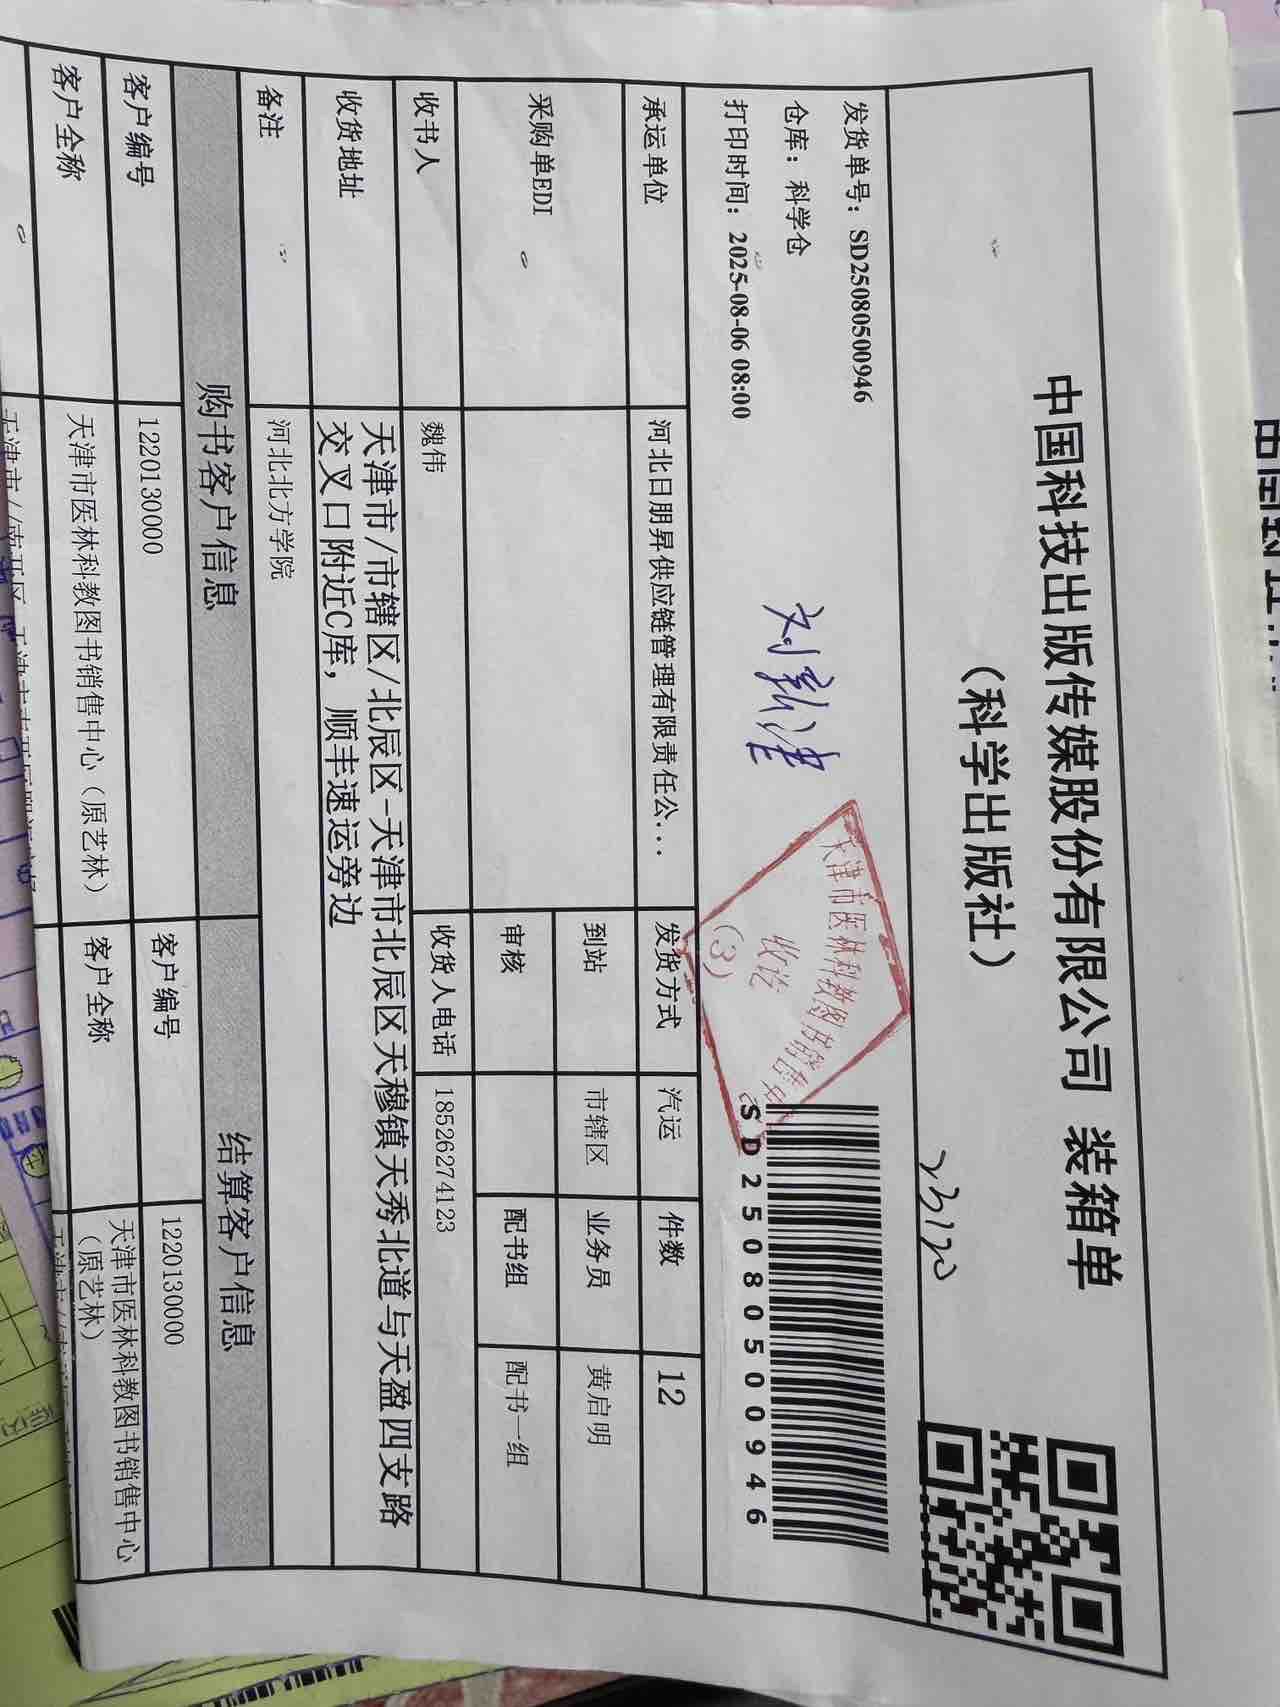 中国科技出版传媒股份有限公司 装箱单
（科学出版社）
23120
发货单号：SD25080500946
仓库：科学仓
打印时间：2025-08-06 08:00
刘新津
天津市医林科教图书销售中心
收讫
（3）
SD25080500946
承运单位 河北日朋昇供应链管理有限责任公... 发货方式 汽运 件数 12
采购单EDI 到站 市辖区 业务员 黄启明
审核 配书组 配书一组
收书人 魏伟 收货人电话 18526274123
收货地址 天津市/市辖区/北辰区-天津市北辰区天穆镇天秀北道与天盈四支路
交叉口附近C库，顺丰速运旁边
备注 河北北方学院
购书客户信息 结算客户信息
客户编号 1220130000 客户编号 1220130000
客户全称 天津市医林科教图书销售中心（原艺林） 客户全称 天津市医林科教图书销售中心
（原艺林）